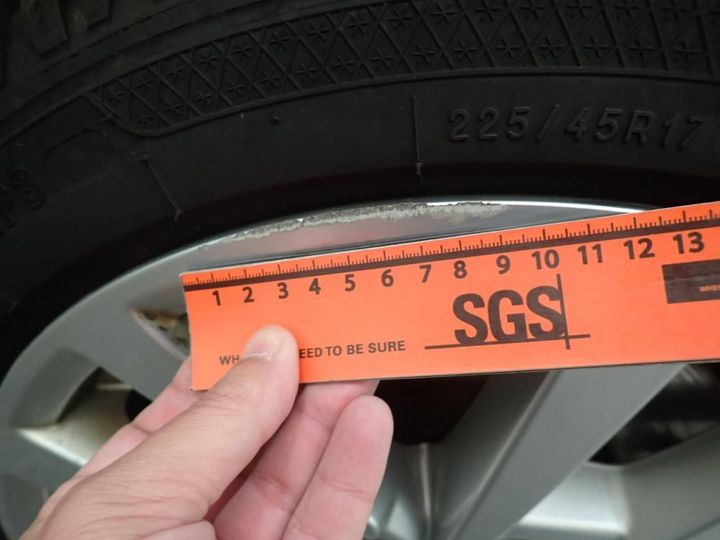 225/45R17
1 2 3 4 5 6 7 8 9 10 11 12 13
SGS
EED TO BE SURE